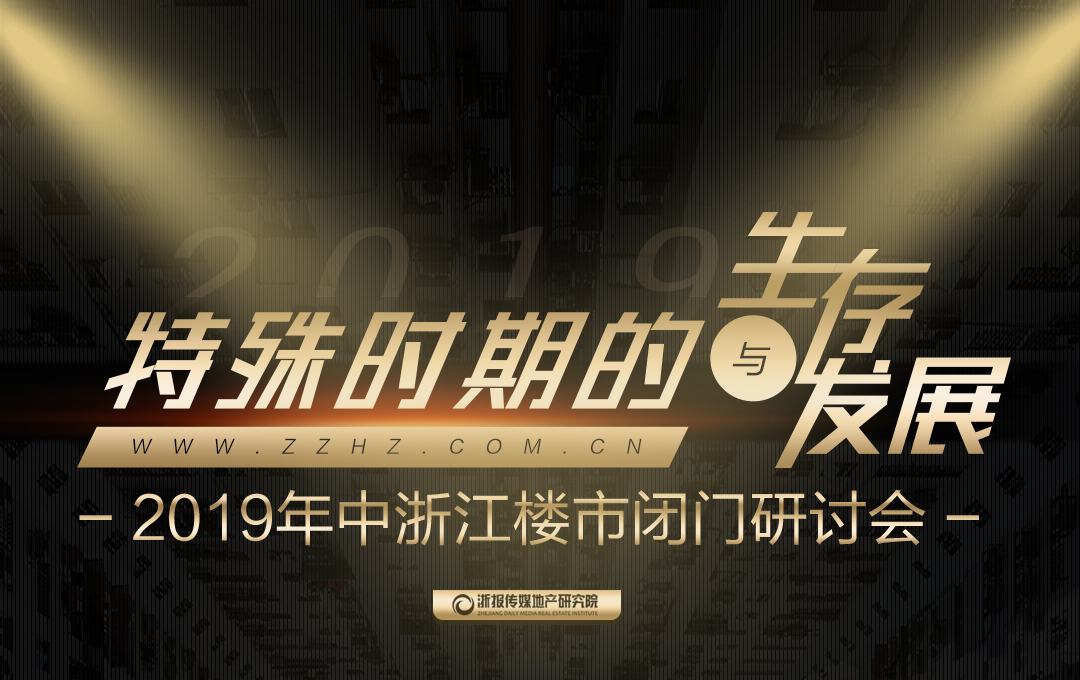 2019
特殊时期的生存与发展
WWW.ZZHZ.COM.CN
－2019年中浙江楼市闭门研讨会－
浙报传媒地产研究院
ZHEJIANG DAILY MEDIA REAL ESTATE INSTITUTE